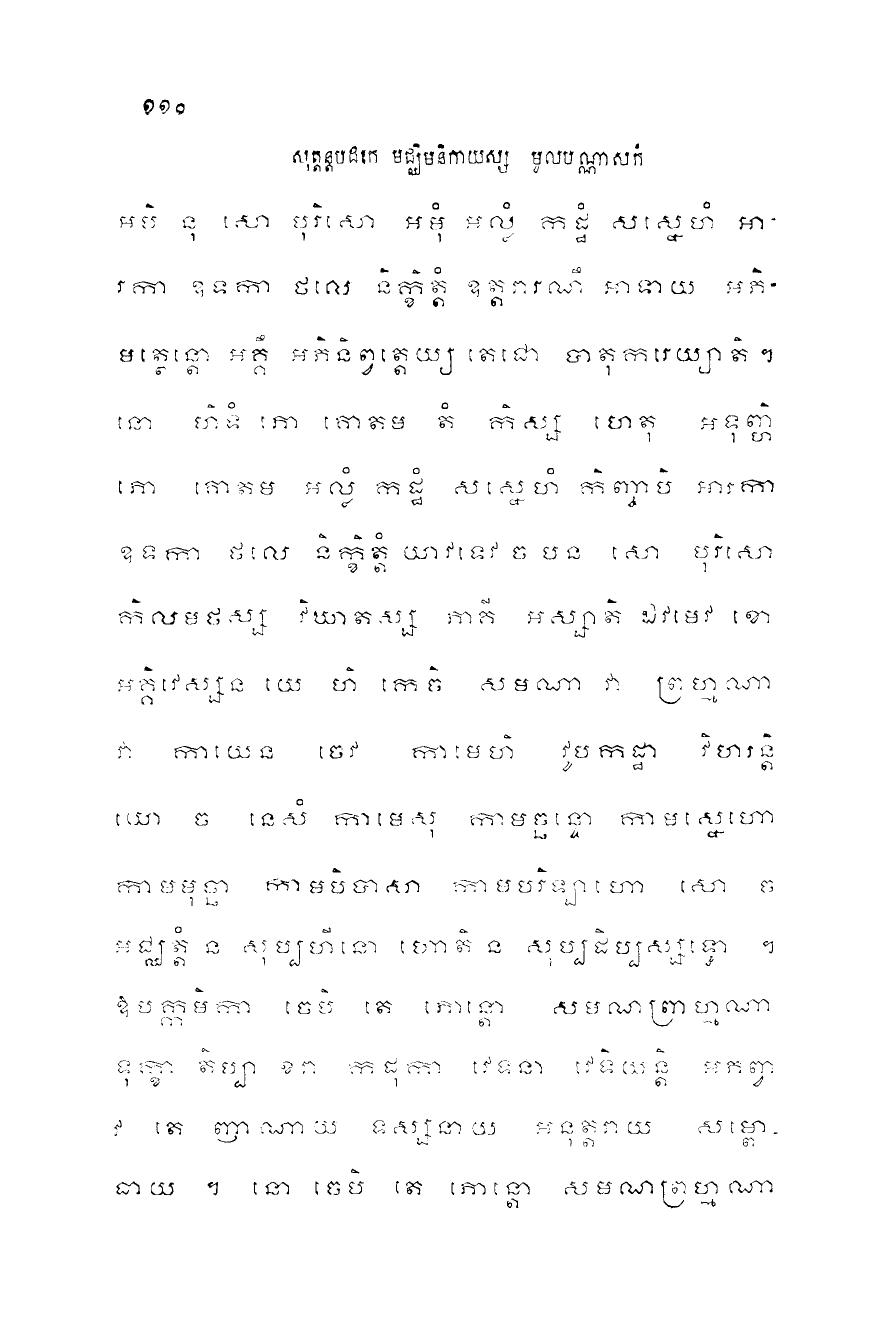 ១១០
សុត្តន្តបិដកេ មជ្ឈិមនិកាយស្ស មូលបណ្ណាសកំ
អបិ នុ សោ បុរិសោ អមុំ អល្លំ កដ្ឋំ សស្នេហំ អា-
រកា ឧទកា ថលេ និក្ខិត្តំ ឧត្តរារណឹ អាទាយ អភិ-
មត្ថេន្តោ អគ្គឹ អភិនិព្វត្តេយ្យ តេជោ បាតុករេយ្យាតិ ។
នោ ហិទំ ភោ គោតម តំ កិស្ស ហេតុ អទុញ្ហិ
ភោ គោតម អល្លំ កដ្ឋំ សស្នេហំ កិញ្ចាបិ អារកា
ឧទកា ថលេ និក្ខិត្តំ យាវទេវ ច បន សោ បុរិសោ
កិលមថស្ស វិឃាតស្ស ភាគី អស្សាតិ ឯវមេវ ខោ
អគ្គិវេស្សន យេ ហិ កេចិ សមណា វា ព្រហ្មណា
វា កាយេន ចេវ កាមេហិ វូបកដ្ឋា វិហរន្តិ
យោ ច នេសំ កាមេសុ កាមច្ឆន្ទោ កាមស្នេហោ
កាមមុច្ឆា កាមបិបាសា កាមបរិឡាហោ សោ ច
អជ្ឈត្តំ ន សុប្បហីនោ ហោតិ ន សុប្បដិប្បស្សទ្ធោ ។
ឱបក្កមិកា ចេបិ តេ ភោន្តោ សមណព្រាហ្មណា
ទុក្ខា តិប្បា ខរា កដុកា វេទនា វេទិយន្តិ អភព្វា
វ តេ ញាណាយ ទស្សនាយ អនុត្តរាយ សម្ពោ-
ធាយ ។ នោ ចេបិ តេ ភោន្តោ សមណព្រហ្មណា